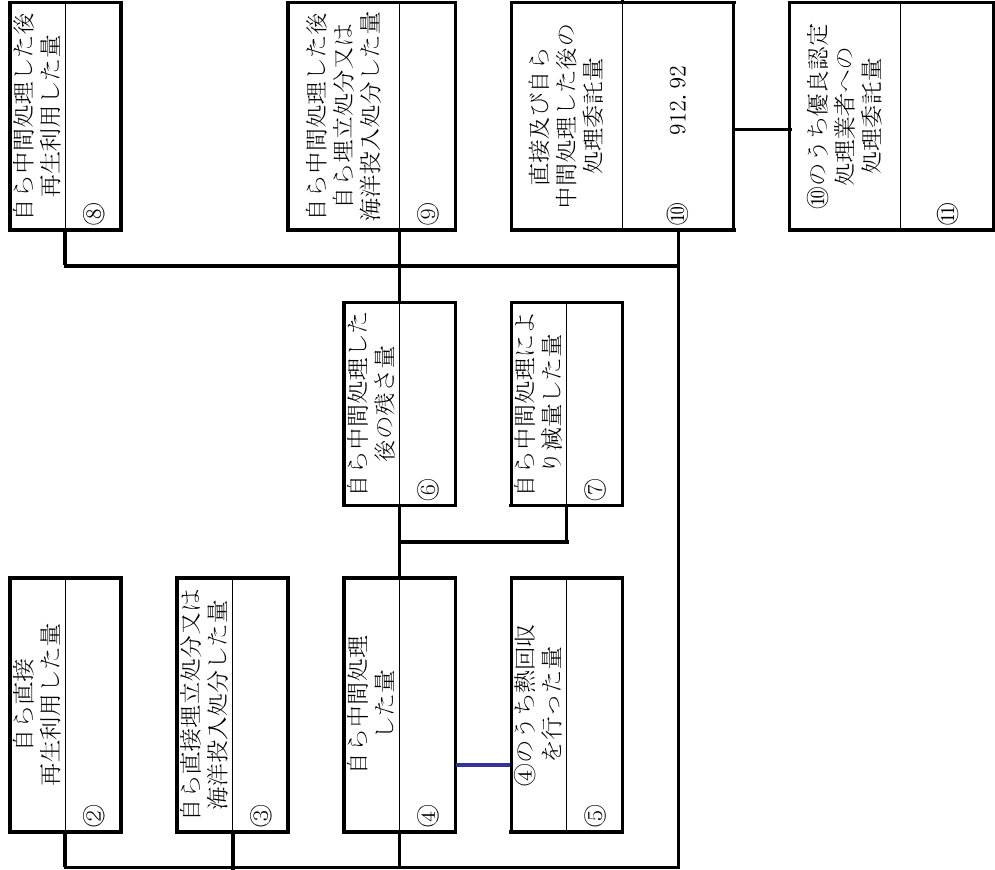 自ら直接
再生利用した量
②
自ら直接埋立処分又は
海洋投入処分した量
③
自ら中間処理
した量
④
④のうち熱回収
を行った量
⑤
自ら中間処理した
後の残さ量
⑥
自ら中間処理によ
り減量した量
⑦
自ら中間処理した後
再生利用した量
⑧
自ら中間処理した後
自ら埋立処分又は
海洋投入処分した量
⑨
直接及び自ら
中間処理した後の
処理委託量
912.92
⑩
⑩のうち優良認定
処理業者への
処理委託量
⑪